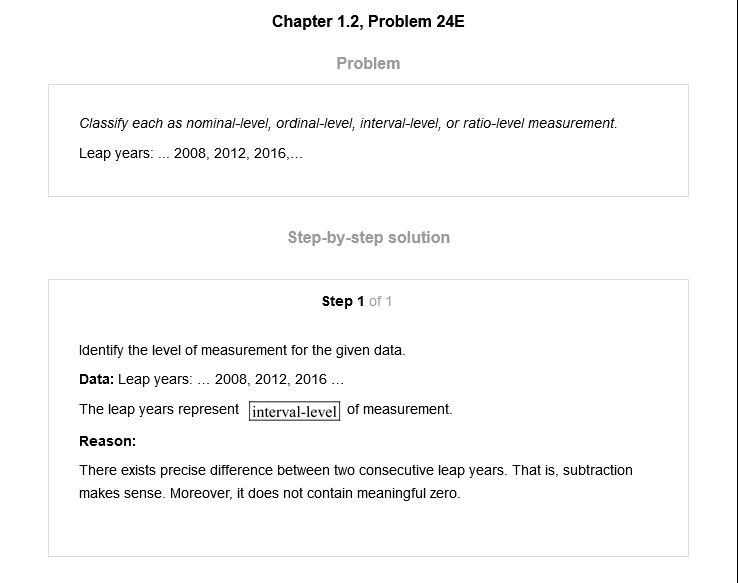 Chapter 1.2, Problem 24E
Problem
Classify each as nominal-level, ordinal-level, interval-level, or ratio-level measurement.
Leap years: ... 2008, 2012, 2016,...
Step-by-step solution
Step 1 of 1
Identify the level of measurement for the given data.
Data: Leap years: ... 2008, 2012, 2016 ...
The leap years represent interval-level of measurement.
Reason:
There exists precise difference between two consecutive leap years. That is, subtraction
makes sense. Moreover, it does not contain meaningful zero.